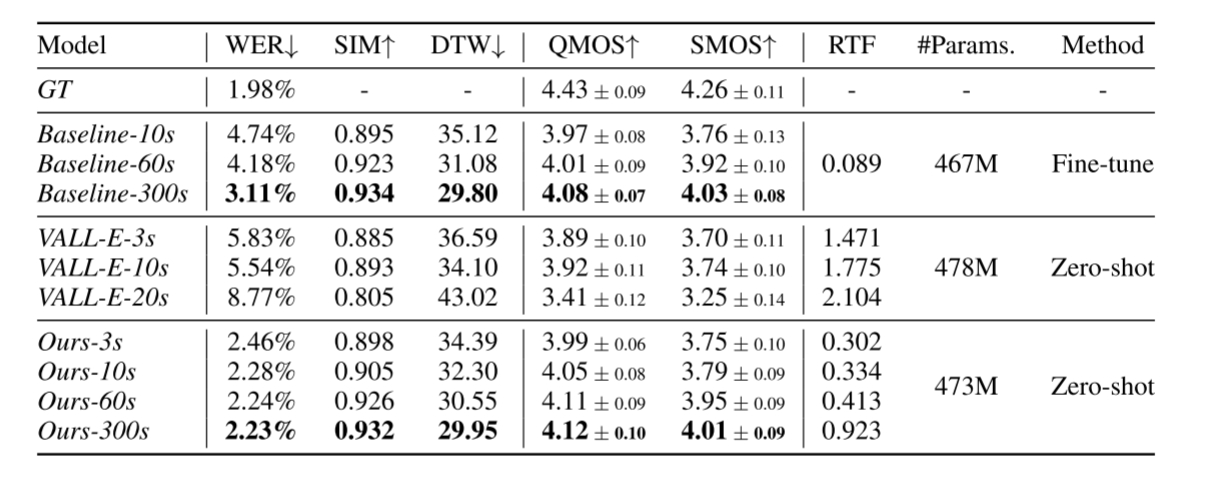 Model WER↓ SIM↑ DTW↓ QMOS↑ SMOS↑ RTF #Params. Method
GT 1.98% - - 4.43 ± 0.09 4.26 ± 0.11 - - -
Baseline-10s 4.74% 0.895 35.12 3.97 ± 0.08 3.76 ± 0.13
Baseline-60s 4.18% 0.923 31.08 4.01 ± 0.09 3.92 ± 0.10 0.089 467M Fine-tune
Baseline-300s 3.11% 0.934 29.80 4.08 ± 0.07 4.03 ± 0.08
VALL-E-3s 5.83% 0.885 36.59 3.89 ± 0.10 3.70 ± 0.11 1.471
VALL-E-10s 5.54% 0.893 34.10 3.92 ± 0.11 3.74 ± 0.10 1.775 478M Zero-shot
VALL-E-20s 8.77% 0.805 43.02 3.41 ± 0.12 3.25 ± 0.14 2.104
Ours-3s 2.46% 0.898 34.39 3.99 ± 0.06 3.75 ± 0.10 0.302
Ours-10s 2.28% 0.905 32.30 4.05 ± 0.08 3.79 ± 0.09 0.334
473M Zero-shot
Ours-60s 2.24% 0.926 30.55 4.11 ± 0.09 3.95 ± 0.09 0.413
Ours-300s 2.23% 0.932 29.95 4.12 ± 0.10 4.01 ± 0.09 0.923